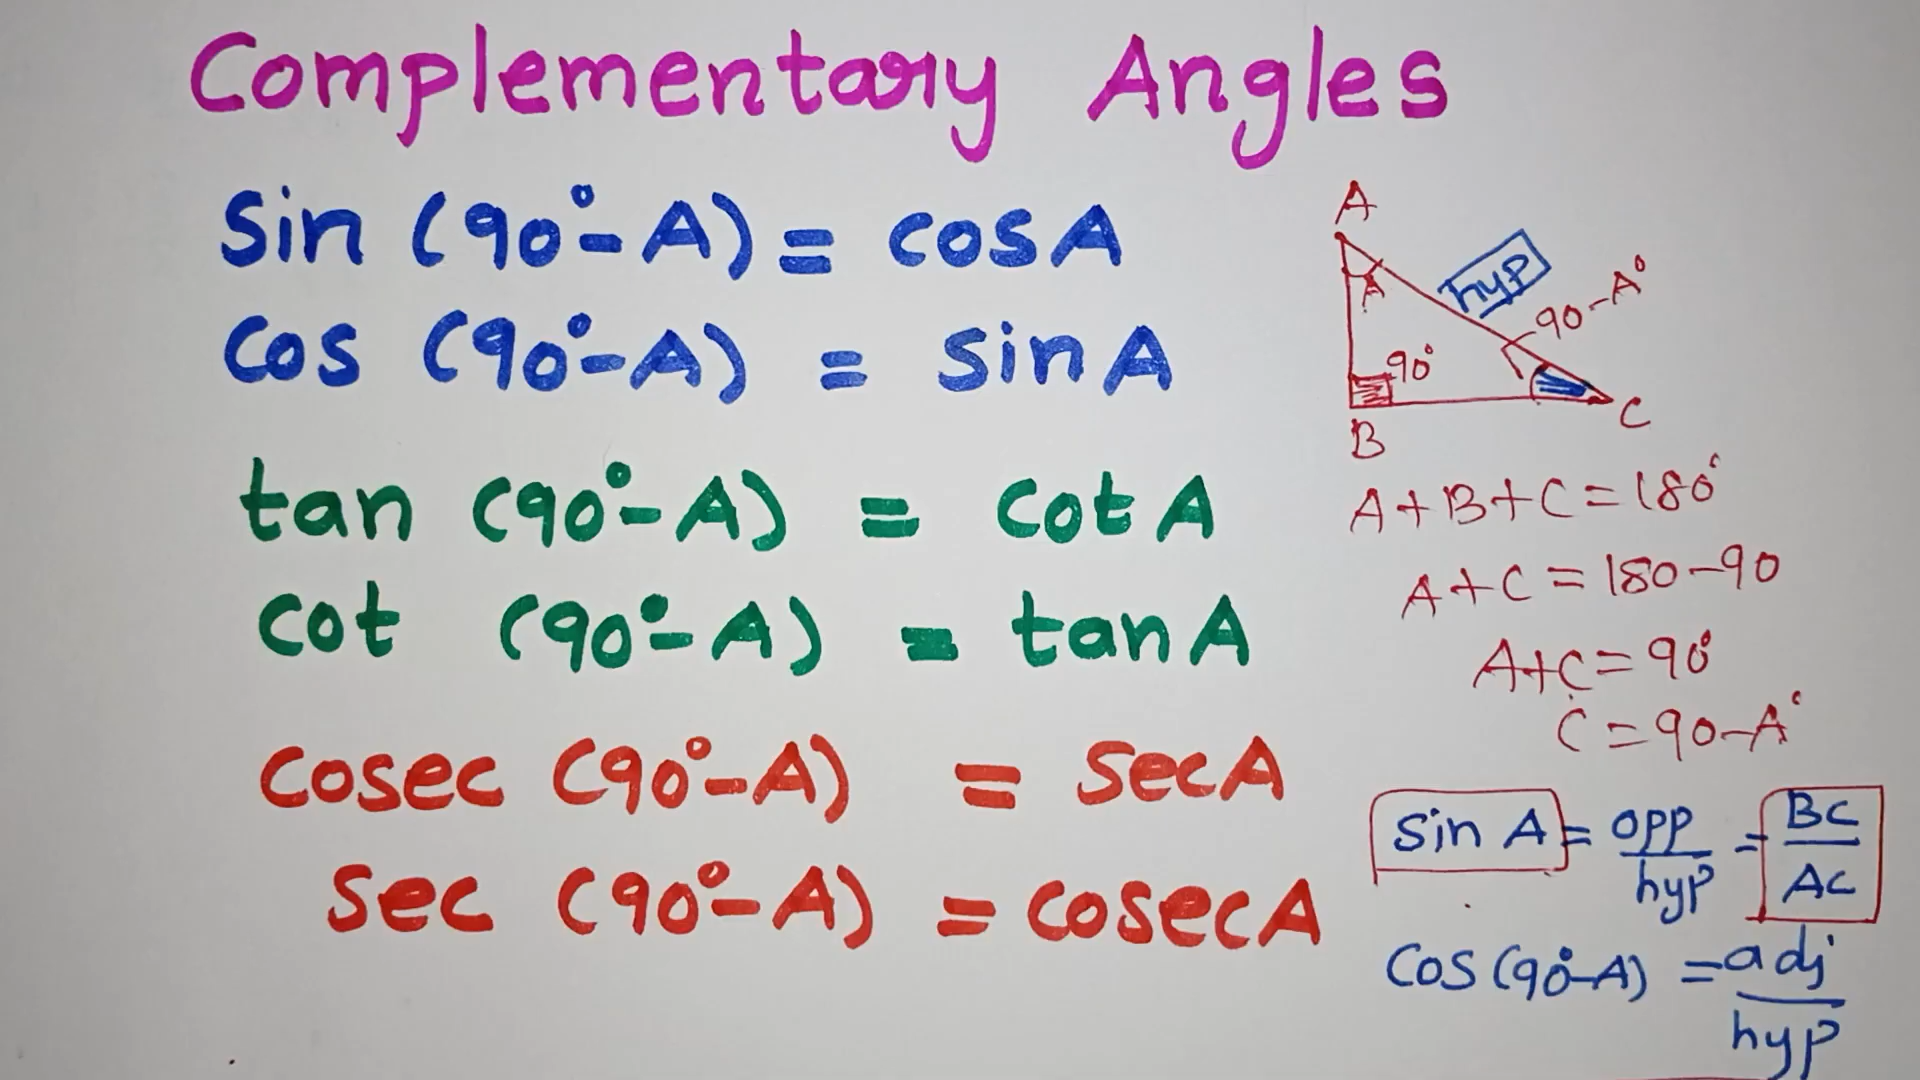 Complementary Angles
Sin (90°-A) = cosA
Cos (90°-A) = sinA
tan (90°-A) = cotA
cot (90°-A) = tanA
Cosec (90°-A) = secA
Sec (90°-A) = cosecA
A
A
hyp
90-A°
90°
B
C
A+B+C=180°
A+C=180-90
A+C=90°
C=90-A°
Sin A = opp/hyp = BC/AC
Cos (90°-A) = adj/hyp